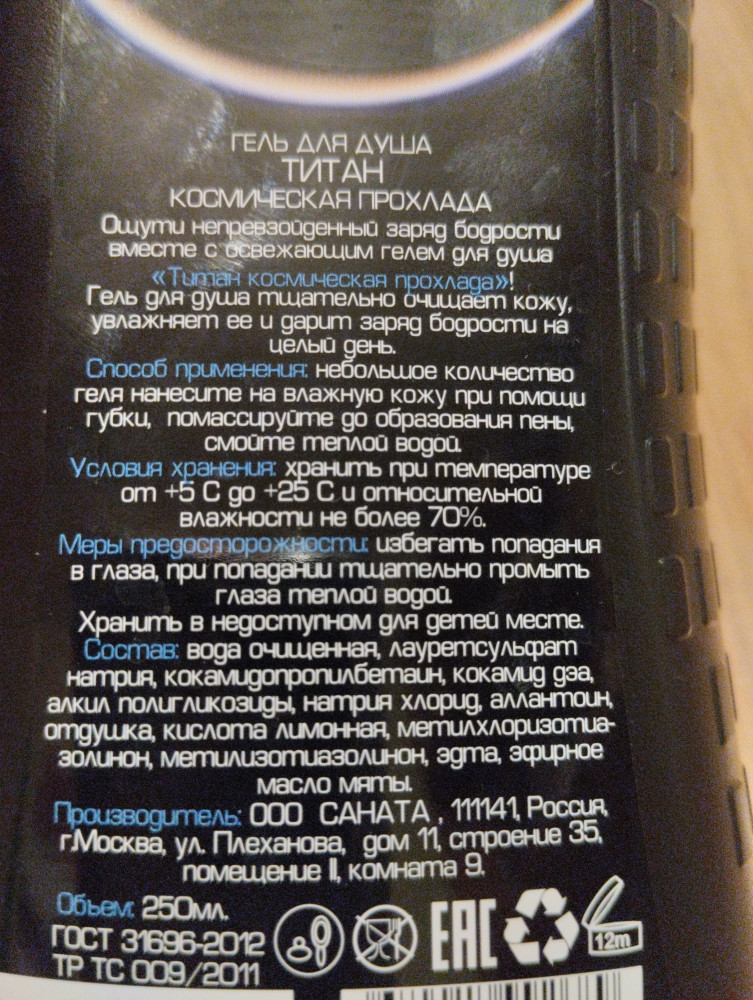 ГЕЛЬ ДЛЯ ДУША
ТИТАН
КОСМИЧЕСКАЯ ПРОХЛАДА
Ощути непревзойденный заряд бодрости
вместе с освежающим гелем для душа
«Титан космическая прохлада»!
Гель для душа тщательно очищает кожу,
увлажняет ее и дарит заряд бодрости на
целый день.
Способ применения: небольшое количество
геля нанесите на влажную кожу при помощи
губки, помассируйте до образования пены,
смойте теплой водой.
Условия хранения: хранить при температуре
от +5 С до +25 С и относительной
влажности не более 70%.
Меры предосторожности: избегать попадания
в глаза, при попадании тщательно промыть
глаза теплой водой.
Хранить в недоступном для детей месте.
Состав: вода очищенная, лауретсульфат
натрия, кокамидопропилбетаин, кокамид дэа,
алкил полигликозиды, натрия хлорид, аллантоин,
отдушка, кислота лимонная, метилхлоризотиа-
золинон, метилизотиазолинон, эдта, эфирное
масло мяты.
Производитель: ООО САНАТА , 111141, Россия,
г.Москва, ул. Плеханова, дом 11, строение 35,
помещение II, комната 9.
Объем: 250мл.
ГОСТ 31696-2012
ТР ТС 009/2011
EAC
12m